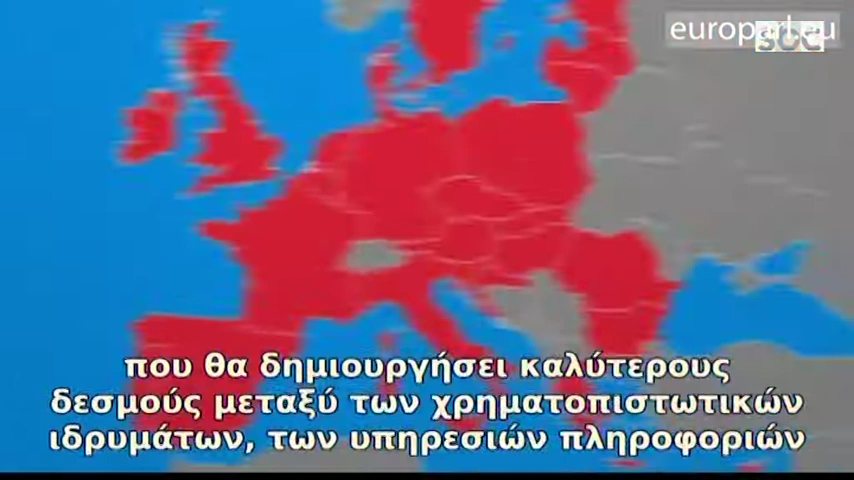 europarl.eu
που θα δημιουργήσει καλύτερους
δεσμούς μεταξύ των χρηματοπιστωτικών
ιδρυμάτων, των υπηρεσιών πληροφοριών